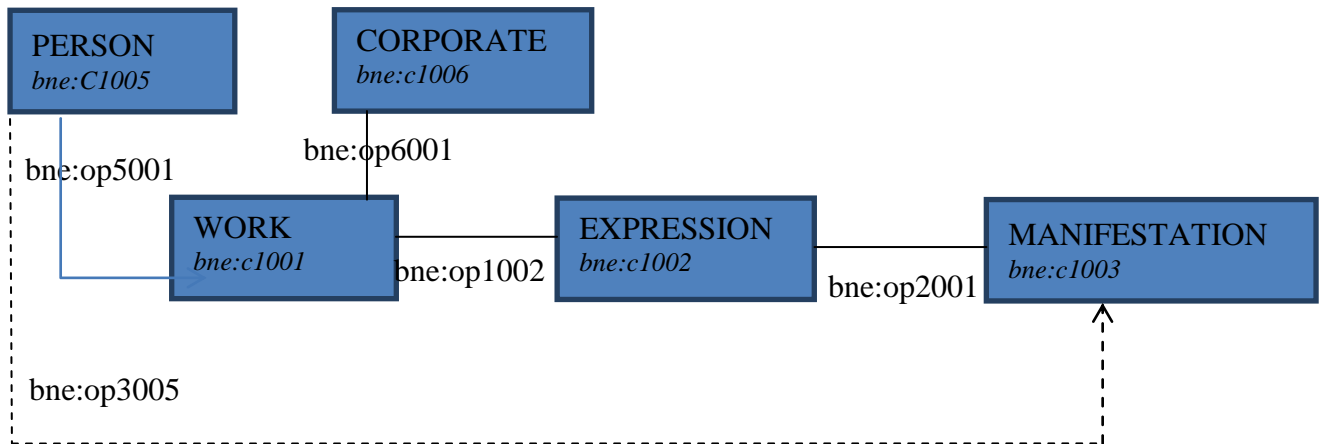 PERSON
bne:C1005
CORPORATE
bne:c1006
bne:op5001
bne:op6001
WORK
bne:c1001
bne:op1002
EXPRESSION
bne:c1002
bne:op2001
MANIFESTATION
bne:c1003
bne:op3005